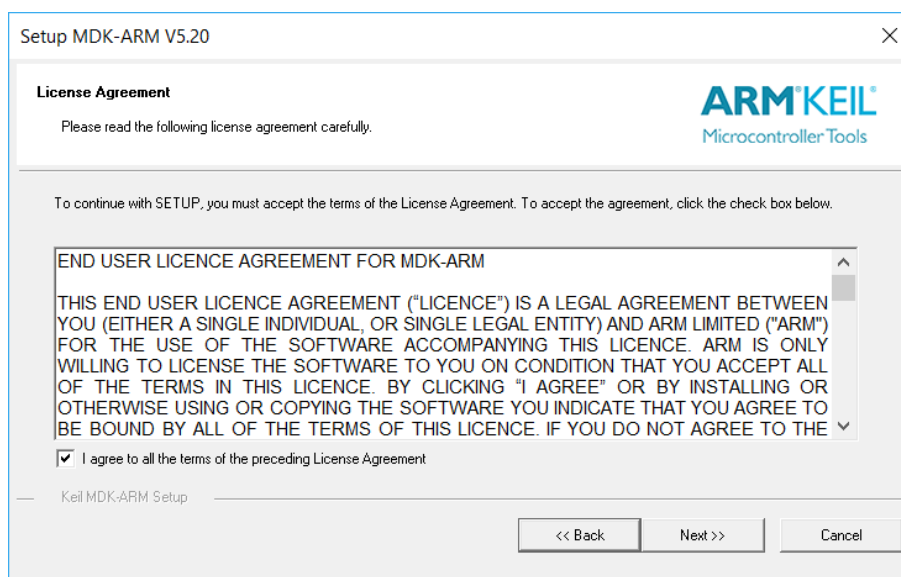 Setup MDK-ARM V5.20
License Agreement
Please read the following license agreement carefully.
ARM®KEIL®
Microcontroller Tools
To continue with SETUP, you must accept the terms of the License Agreement. To accept the agreement, click the check box below.
END USER LICENCE AGREEMENT FOR MDK-ARM
THIS END USER LICENCE AGREEMENT (“LICENCE”) IS A LEGAL AGREEMENT BETWEEN
YOU (EITHER A SINGLE INDIVIDUAL, OR SINGLE LEGAL ENTITY) AND ARM LIMITED ("ARM")
FOR THE USE OF THE SOFTWARE ACCOMPANYING THIS LICENCE. ARM IS ONLY
WILLING TO LICENSE THE SOFTWARE TO YOU ON CONDITION THAT YOU ACCEPT ALL
OF THE TERMS IN THIS LICENCE. BY CLICKING “I AGREE” OR BY INSTALLING OR
OTHERWISE USING OR COPYING THE SOFTWARE YOU INDICATE THAT YOU AGREE TO
BE BOUND BY ALL OF THE TERMS OF THIS LICENCE. IF YOU DO NOT AGREE TO THE
I agree to all the terms of the preceding License Agreement
Keil MDK-ARM Setup
<< Back
Next >>
Cancel